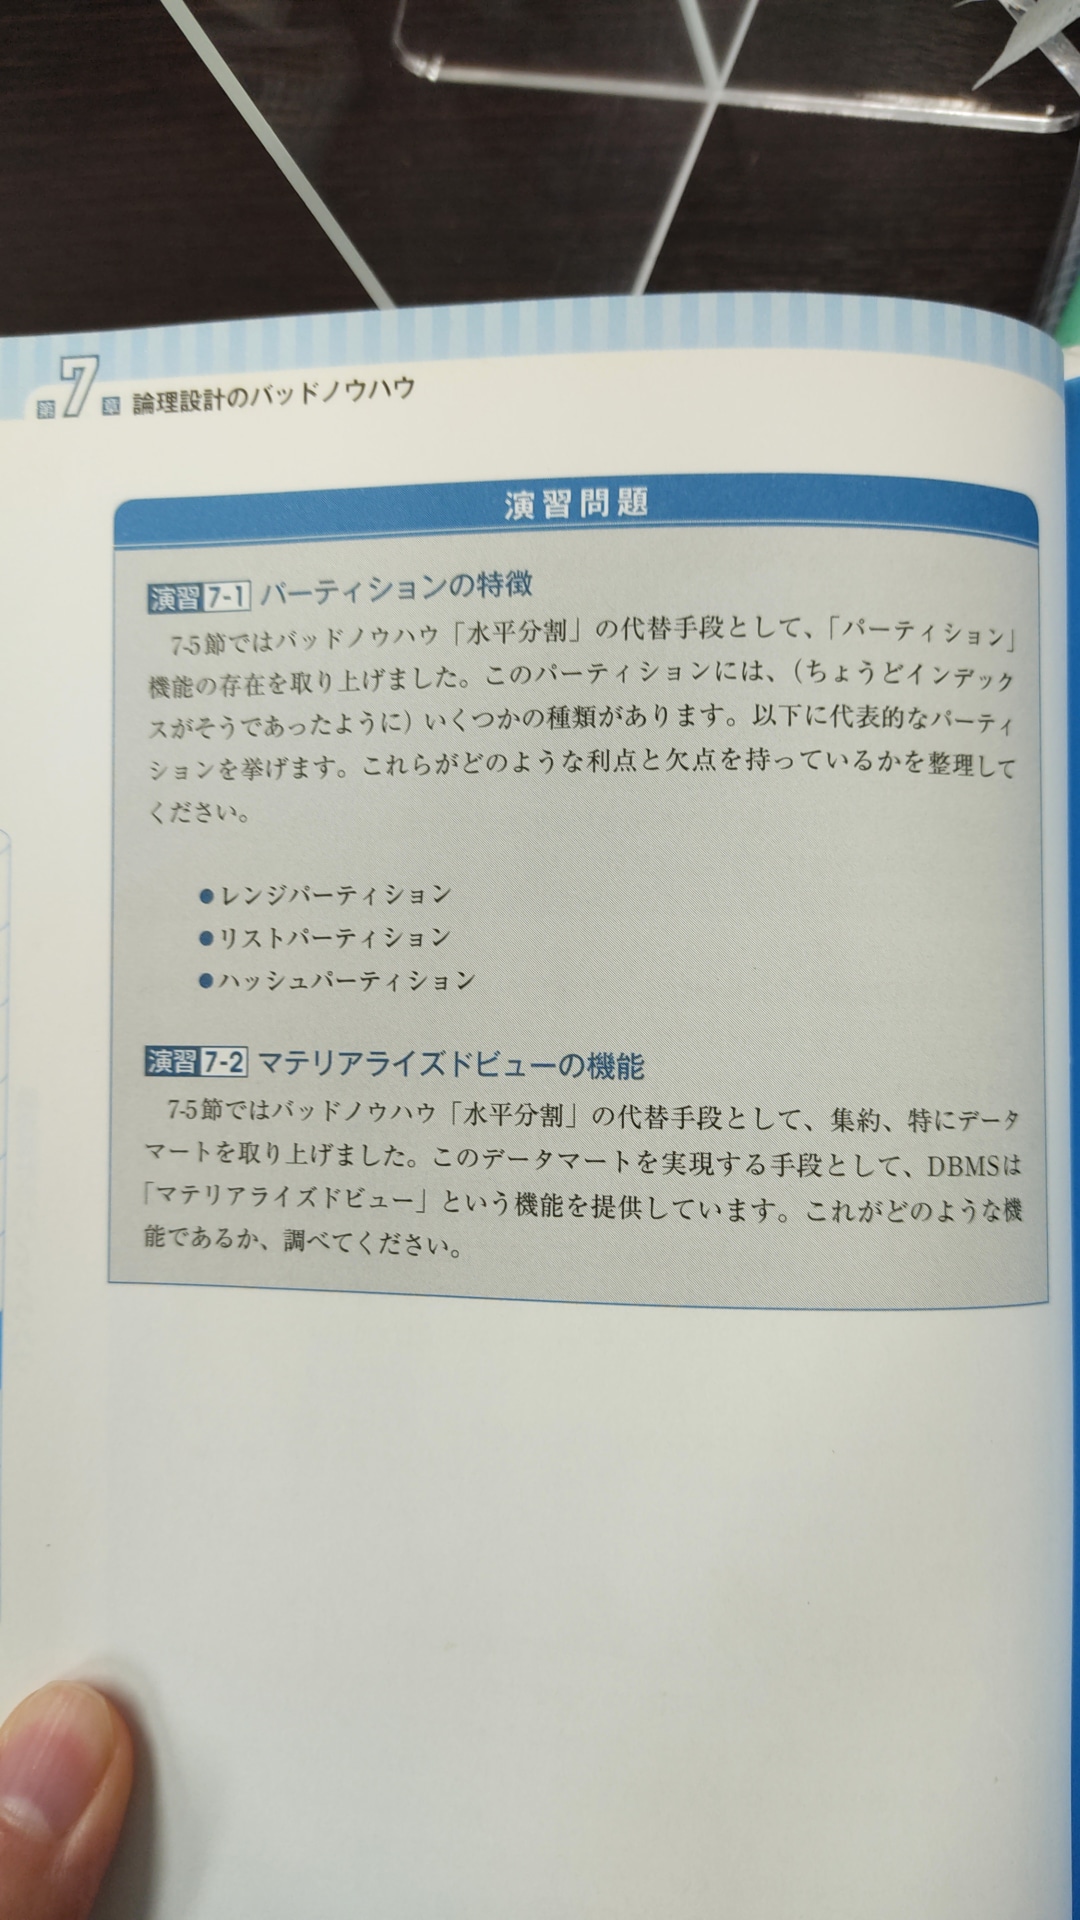 第7章 論理設計のバッドノウハウ
演習問題
演習7-1 パーティションの特徴
7-5節ではバッドノウハウ「水平分割」の代替手段として、「パーティション」
機能の存在を取り上げました。このパーティションには、(ちょうどインデック
スがそうであったように)いくつかの種類があります。以下に代表的なパーティ
ションを挙げます。これらがどのような利点と欠点を持っているかを整理して
ください。
●レンジパーティション
●リストパーティション
●ハッシュパーティション
演習7-2 マテリアライズドビューの機能
7-5節ではバッドノウハウ「水平分割」の代替手段として、集約、特にデータ
マートを取り上げました。このデータマートを実現する手段として、DBMSは
「マテリアライズドビュー」という機能を提供しています。これがどのような機
能であるか、調べてください。